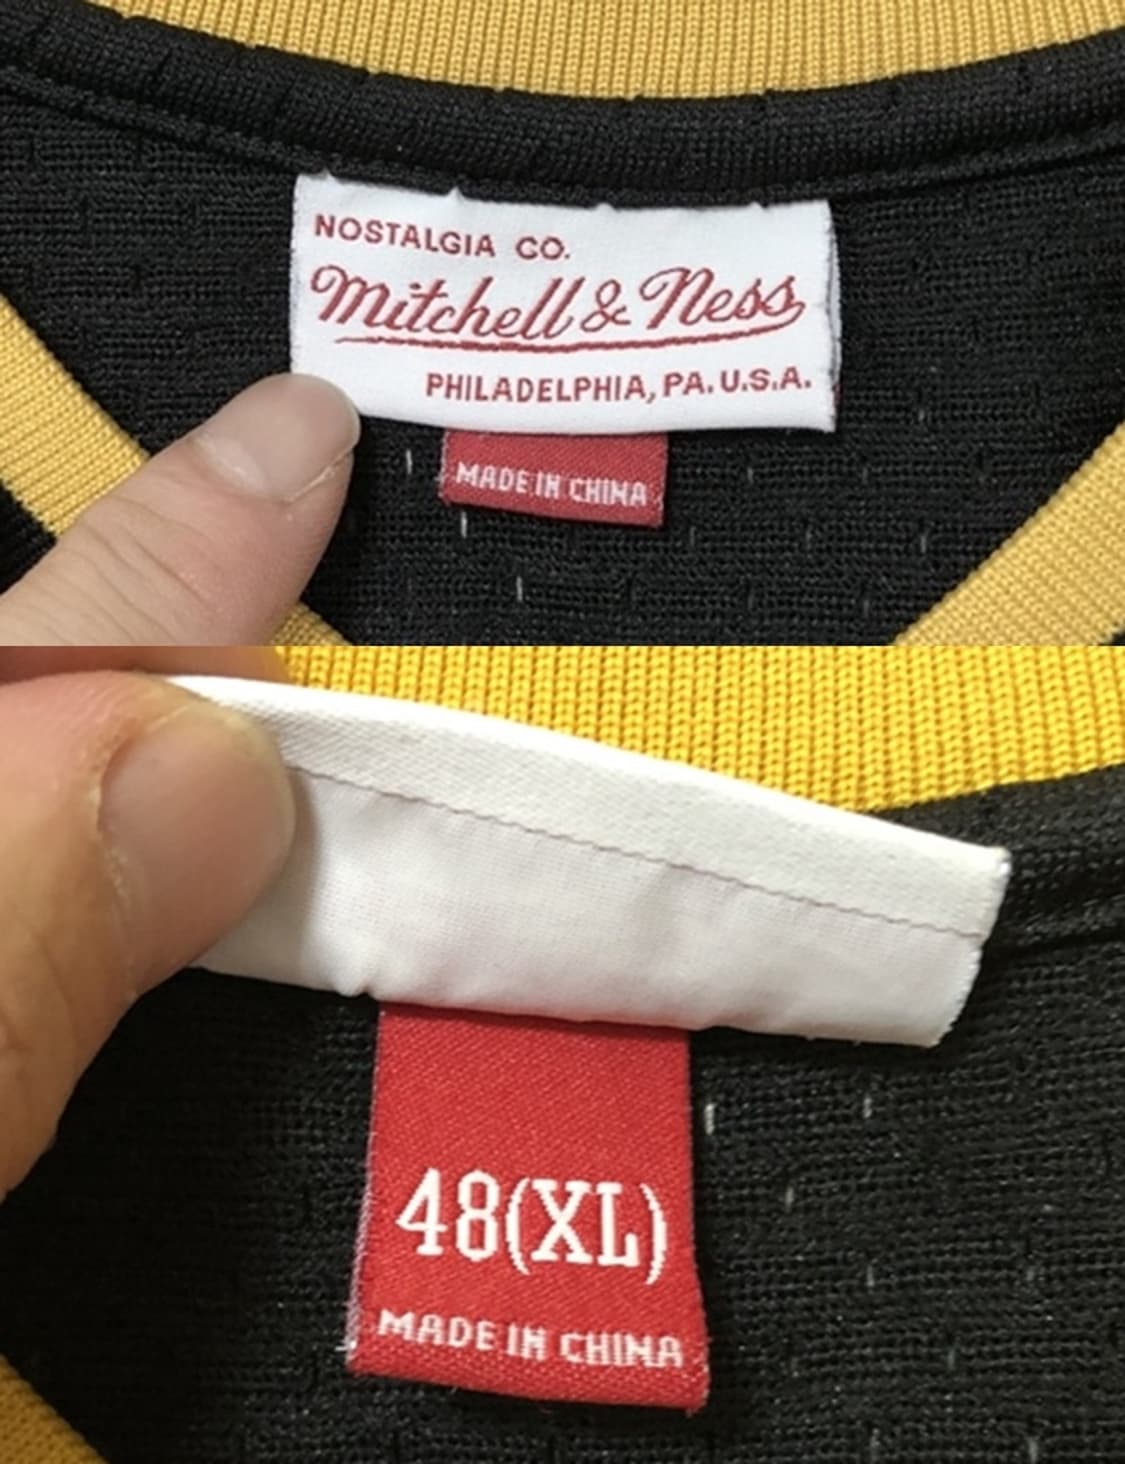 NOSTALGIA CO.
Mitchell & Ness
PHILADELPHIA, PA. U.S.A.
MADE IN CHINA
48(XL)
MADE IN CHINA